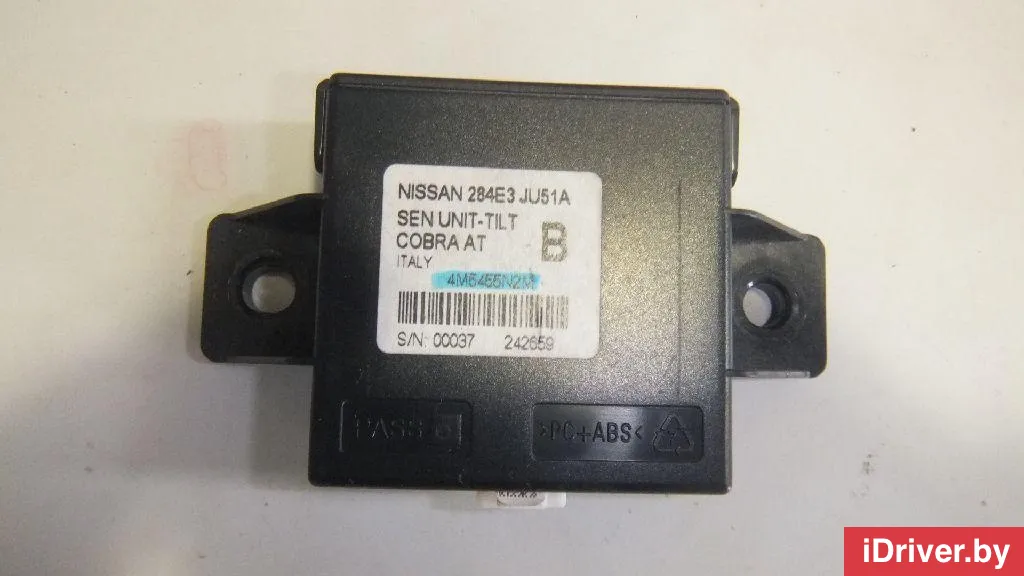 NISSAN 284E3 JU51A
SEN UNIT-TILT
COBRA AT
B
ITALY
4M5455N2M
S/N: 00037 242659
PASS
>PC+ABS<
iDriver.by